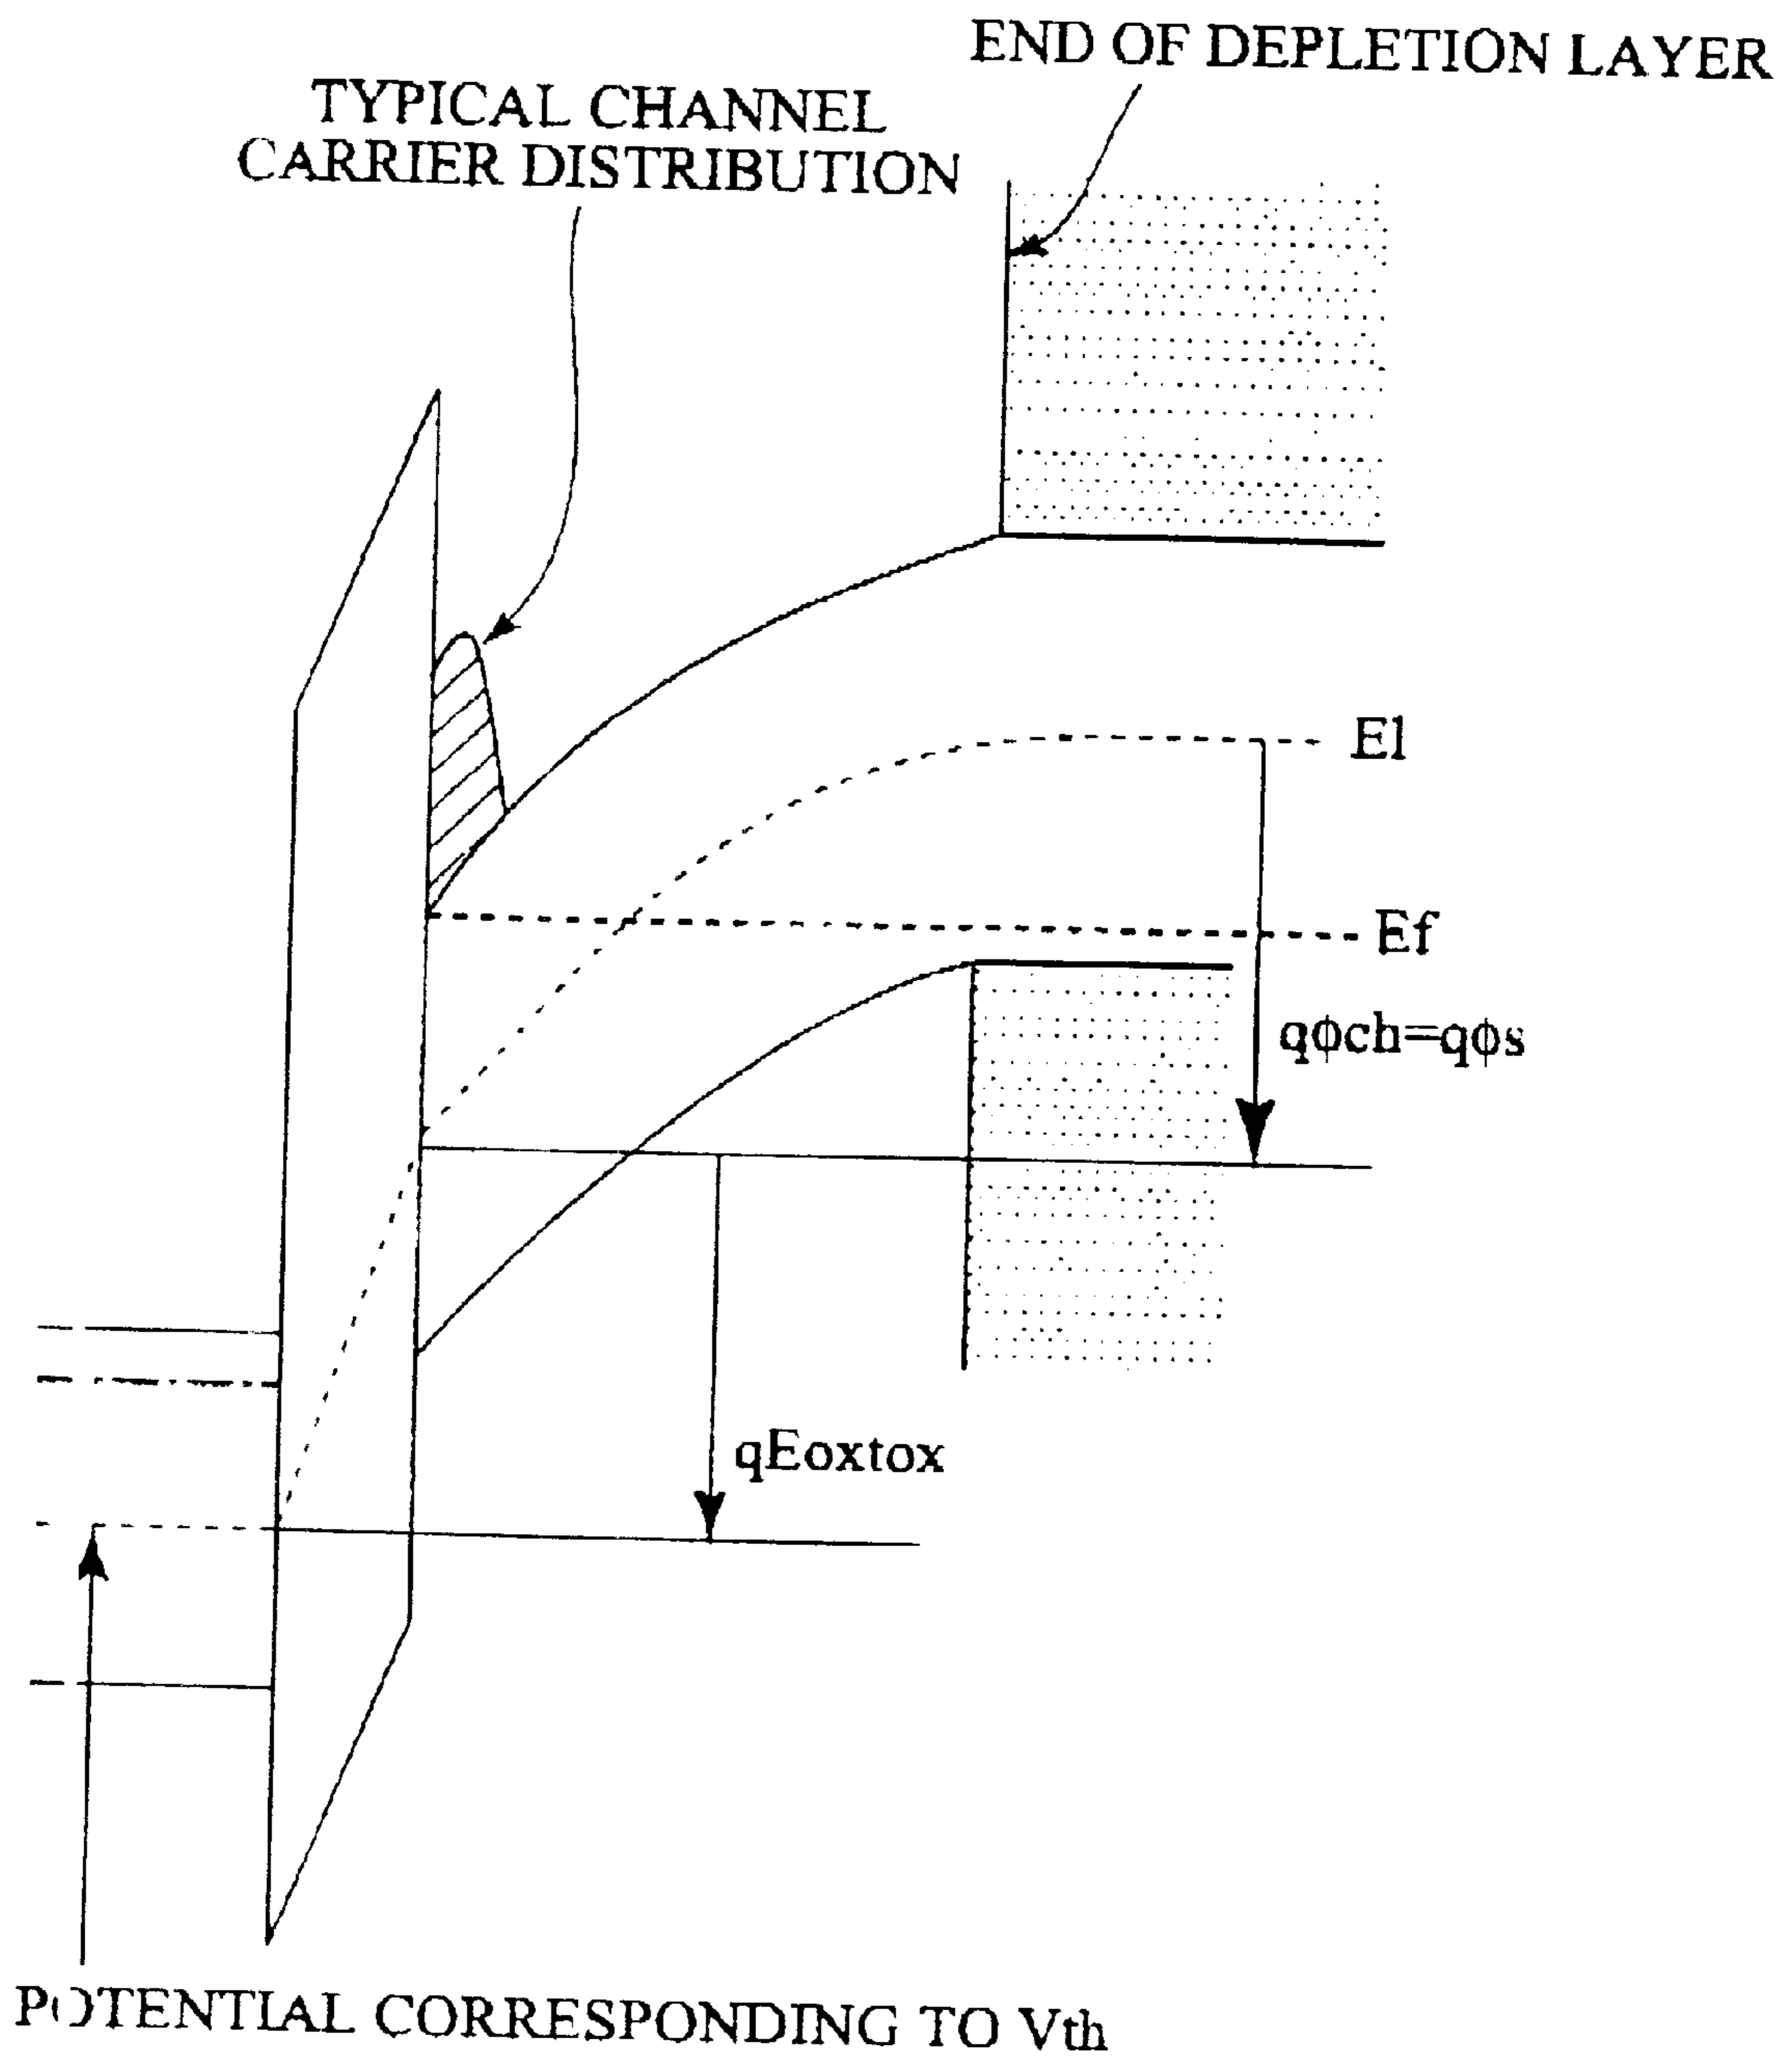 END OF DEPLETION LAYER
TYPICAL CHANNEL
CARRIER DISTRIBUTION
El
Ef
qϕch=qϕs
qEoxtox
POTENTIAL CORRESPONDING TO Vth